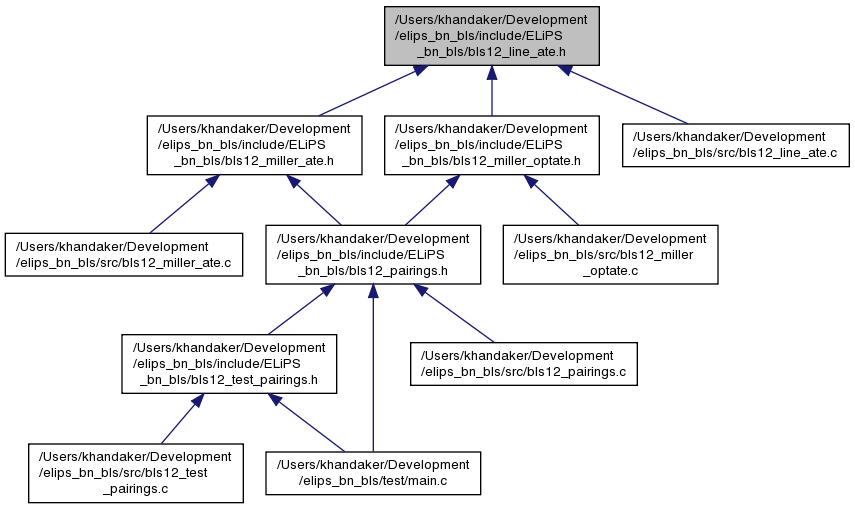 /Users/khandaker/Development
/elips_bn_bls/include/ELiPS
_bn_bls/bls12_line_ate.h
/Users/khandaker/Development
/elips_bn_bls/include/ELiPS
_bn_bls/bls12_miller_ate.h
/Users/khandaker/Development
/elips_bn_bls/include/ELiPS
_bn_bls/bls12_miller_optate.h
/Users/khandaker/Development
/elips_bn_bls/src/bls12_line_ate.c
/Users/khandaker/Development
/elips_bn_bls/src/bls12_miller_ate.c
/Users/khandaker/Development
/elips_bn_bls/include/ELiPS
_bn_bls/bls12_pairings.h
/Users/khandaker/Development
/elips_bn_bls/src/bls12_miller
_optate.c
/Users/khandaker/Development
/elips_bn_bls/include/ELiPS
_bn_bls/bls12_test_pairings.h
/Users/khandaker/Development
/elips_bn_bls/src/bls12_pairings.c
/Users/khandaker/Development
/elips_bn_bls/src/bls12_test
_pairings.c
/Users/khandaker/Development
/elips_bn_bls/test/main.c